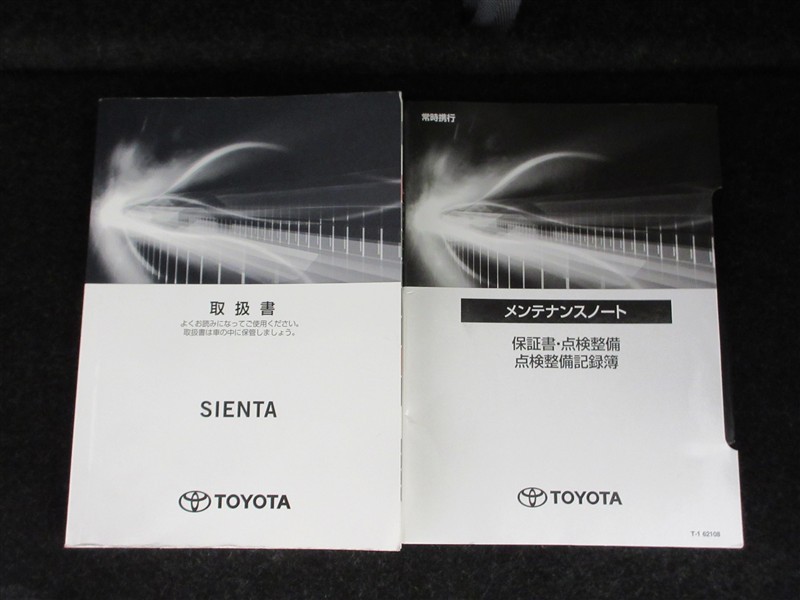 取扱書
よくお読みになってご使用ください。
取扱書は車の中に保管しましょう。
SIENTA
TOYOTA
常時携行
メンテナンスノート
保証書・点検整備
点検整備記録簿
TOYOTA
T-1 62108